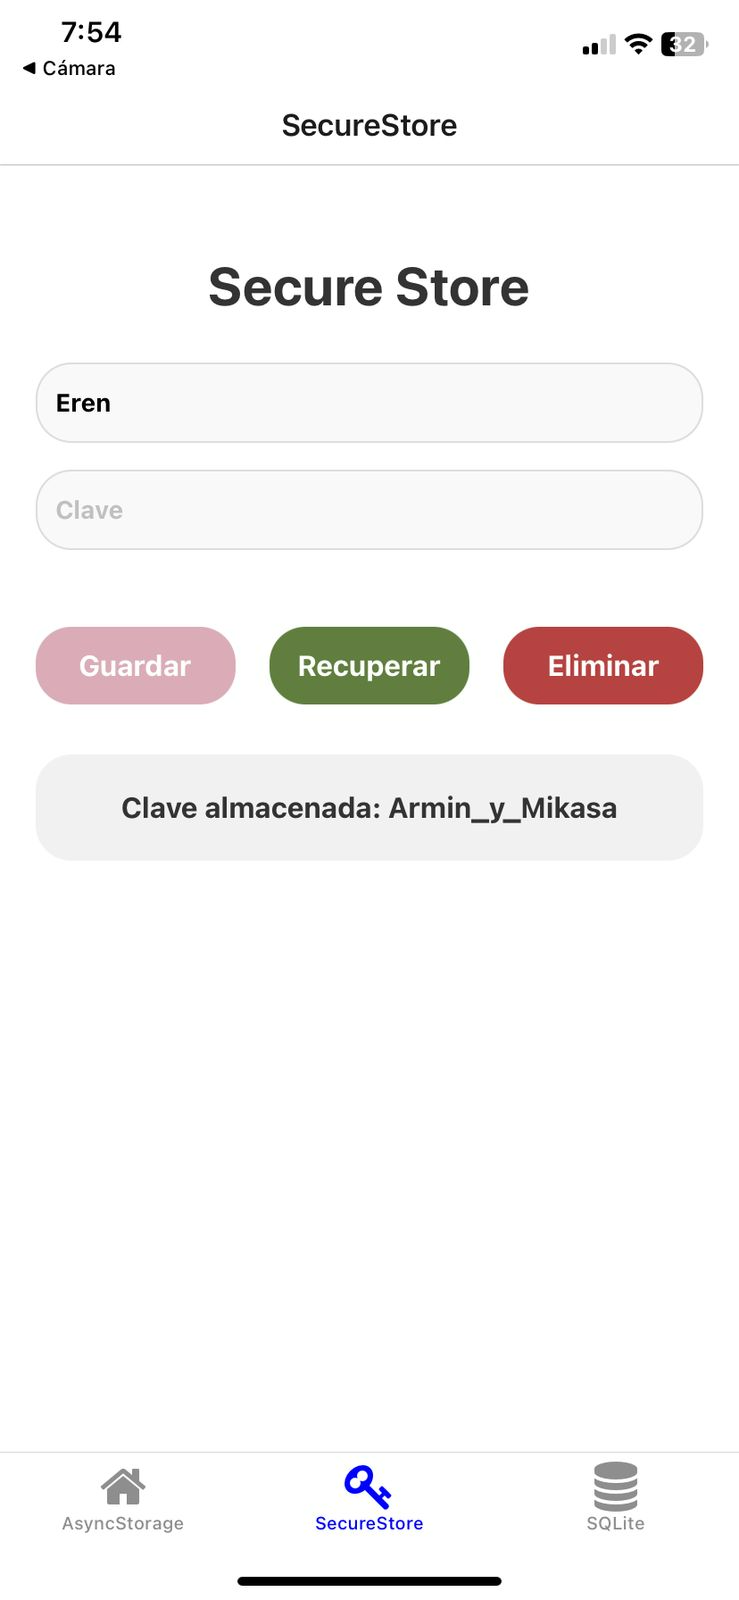 7:54
32
◀ Cámara
SecureStore
Secure Store
Eren
Clave
Guardar Recuperar Eliminar
Clave almacenada: Armin_y_Mikasa
AsyncStorage SecureStore SQLite